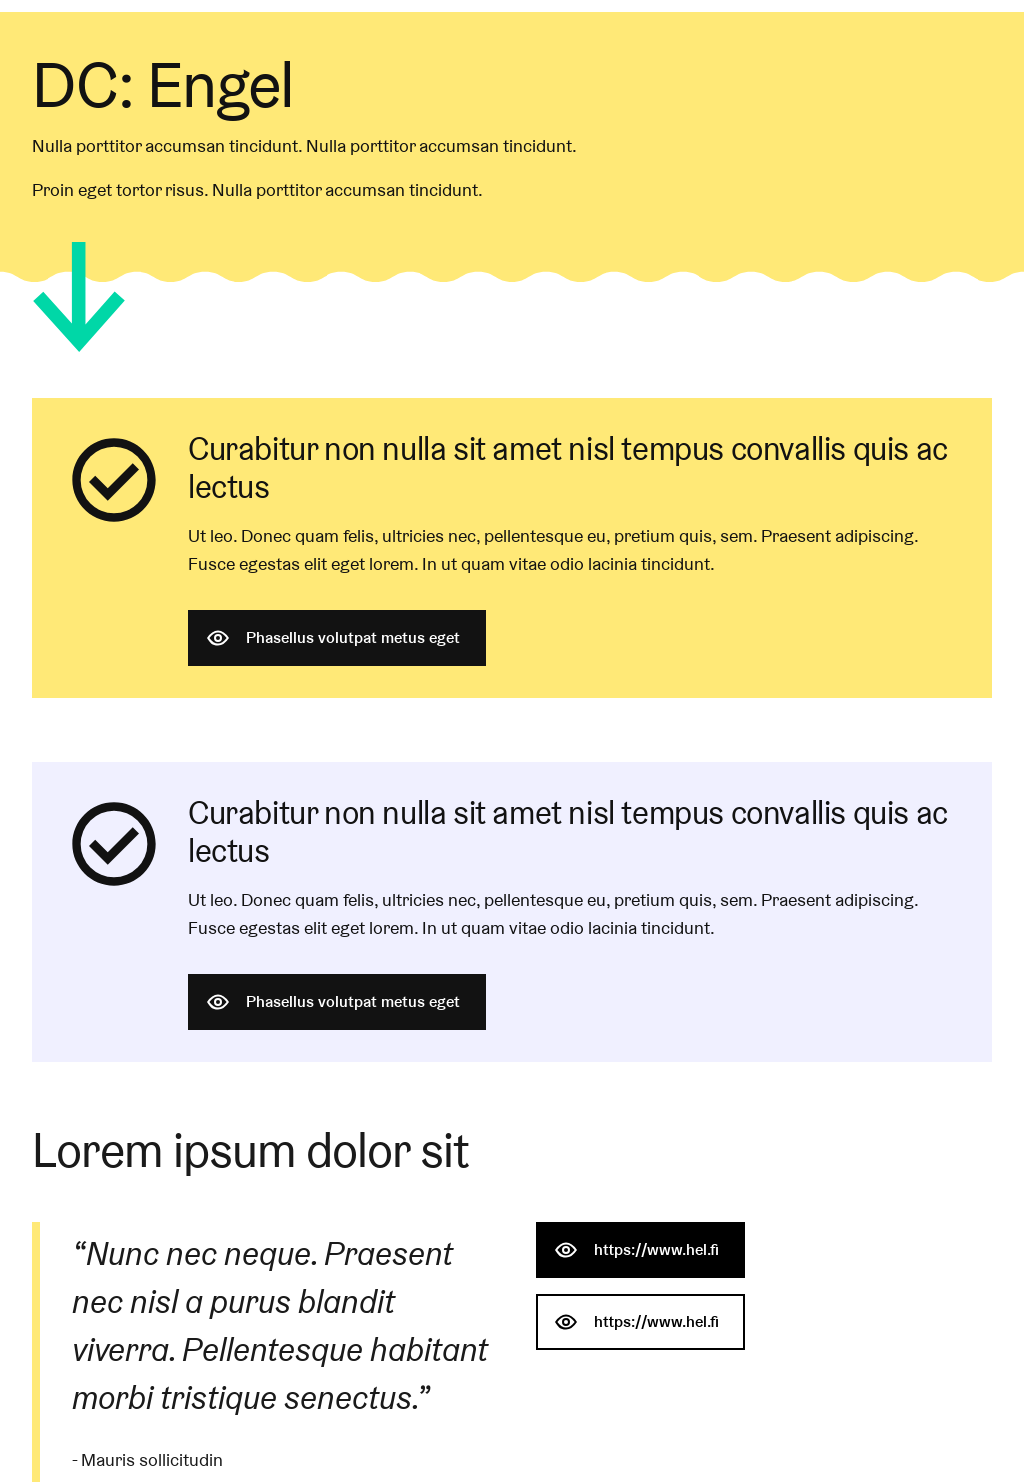 DC: Engel
Nulla porttitor accumsan tincidunt. Nulla porttitor accumsan tincidunt.
Proin eget tortor risus. Nulla porttitor accumsan tincidunt.
Curabitur non nulla sit amet nisl tempus convallis quis ac
lectus
Ut leo. Donec quam felis, ultricies nec, pellentesque eu, pretium quis, sem. Praesent adipiscing.
Fusce egestas elit eget lorem. In ut quam vitae odio lacinia tincidunt.
Phasellus volutpat metus eget
Curabitur non nulla sit amet nisl tempus convallis quis ac
lectus
Ut leo. Donec quam felis, ultricies nec, pellentesque eu, pretium quis, sem. Praesent adipiscing.
Fusce egestas elit eget lorem. In ut quam vitae odio lacinia tincidunt.
Phasellus volutpat metus eget
Lorem ipsum dolor sit
“Nunc nec neque. Praesent
nec nisl a purus blandit
viverra. Pellentesque habitant
morbi tristique senectus.”
- Mauris sollicitudin
https://www.hel.fi
https://www.hel.fi